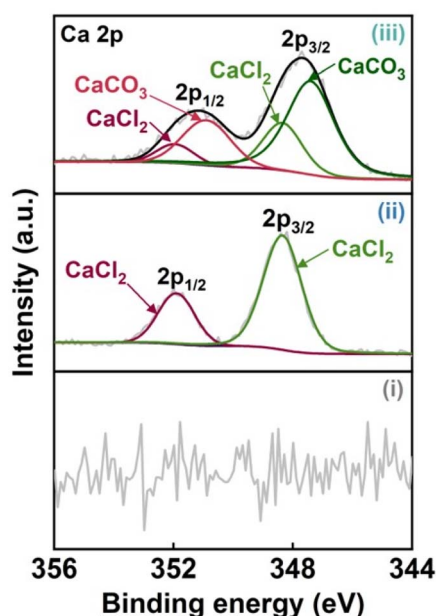 Ca 2p
(iii)
2p3/2
CaCl2
CaCO3
CaCO3
2p1/2
CaCl2
(ii)
2p3/2
CaCl2
2p1/2
CaCl2
(i)
Intensity (a.u.)
356 352 348 344
Binding energy (eV)